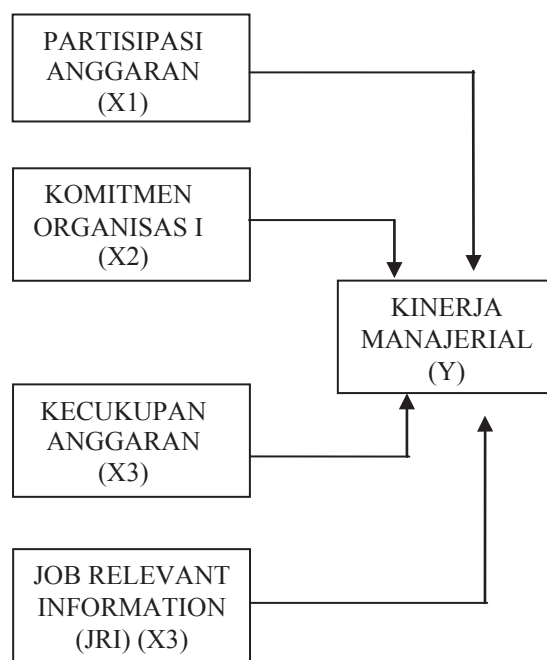 PARTISIPASI
ANGGARAN
(X1)
KOMITMEN
ORGANISAS I
(X2)
KINERJA
MANAJERIAL
(Y)
KECUKUPAN
ANGGARAN
(X3)
JOB RELEVANT
INFORMATION
(JRI) (X3)